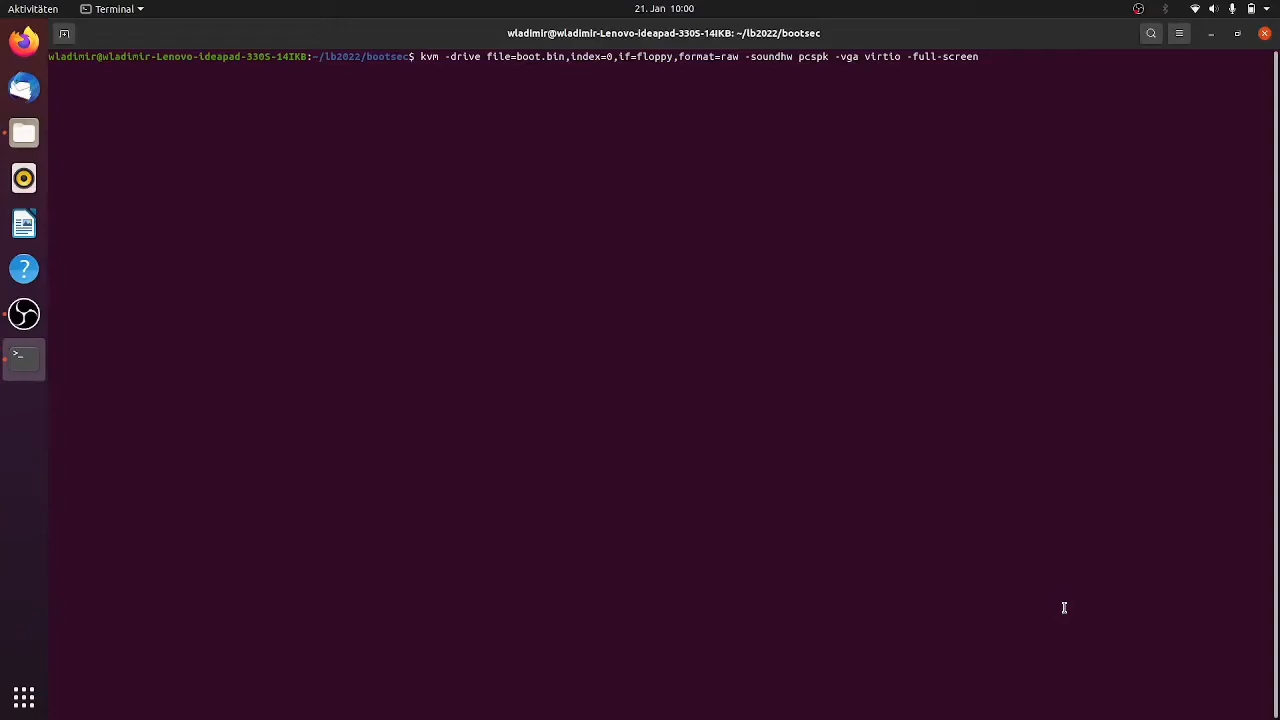 Aktivitäten
Terminal
21. Jan 10:00
wladimir@wladimir-Lenovo-ideapad-330S-14IKB: ~/lb2022/bootsec
wladimir@wladimir-Lenovo-ideapad-330S-14IKB:~/lb2022/bootsec$ kvm -drive file=boot.bin,index=0,if=floppy,format=raw -soundhw pcspk -vga virtio -full-screen